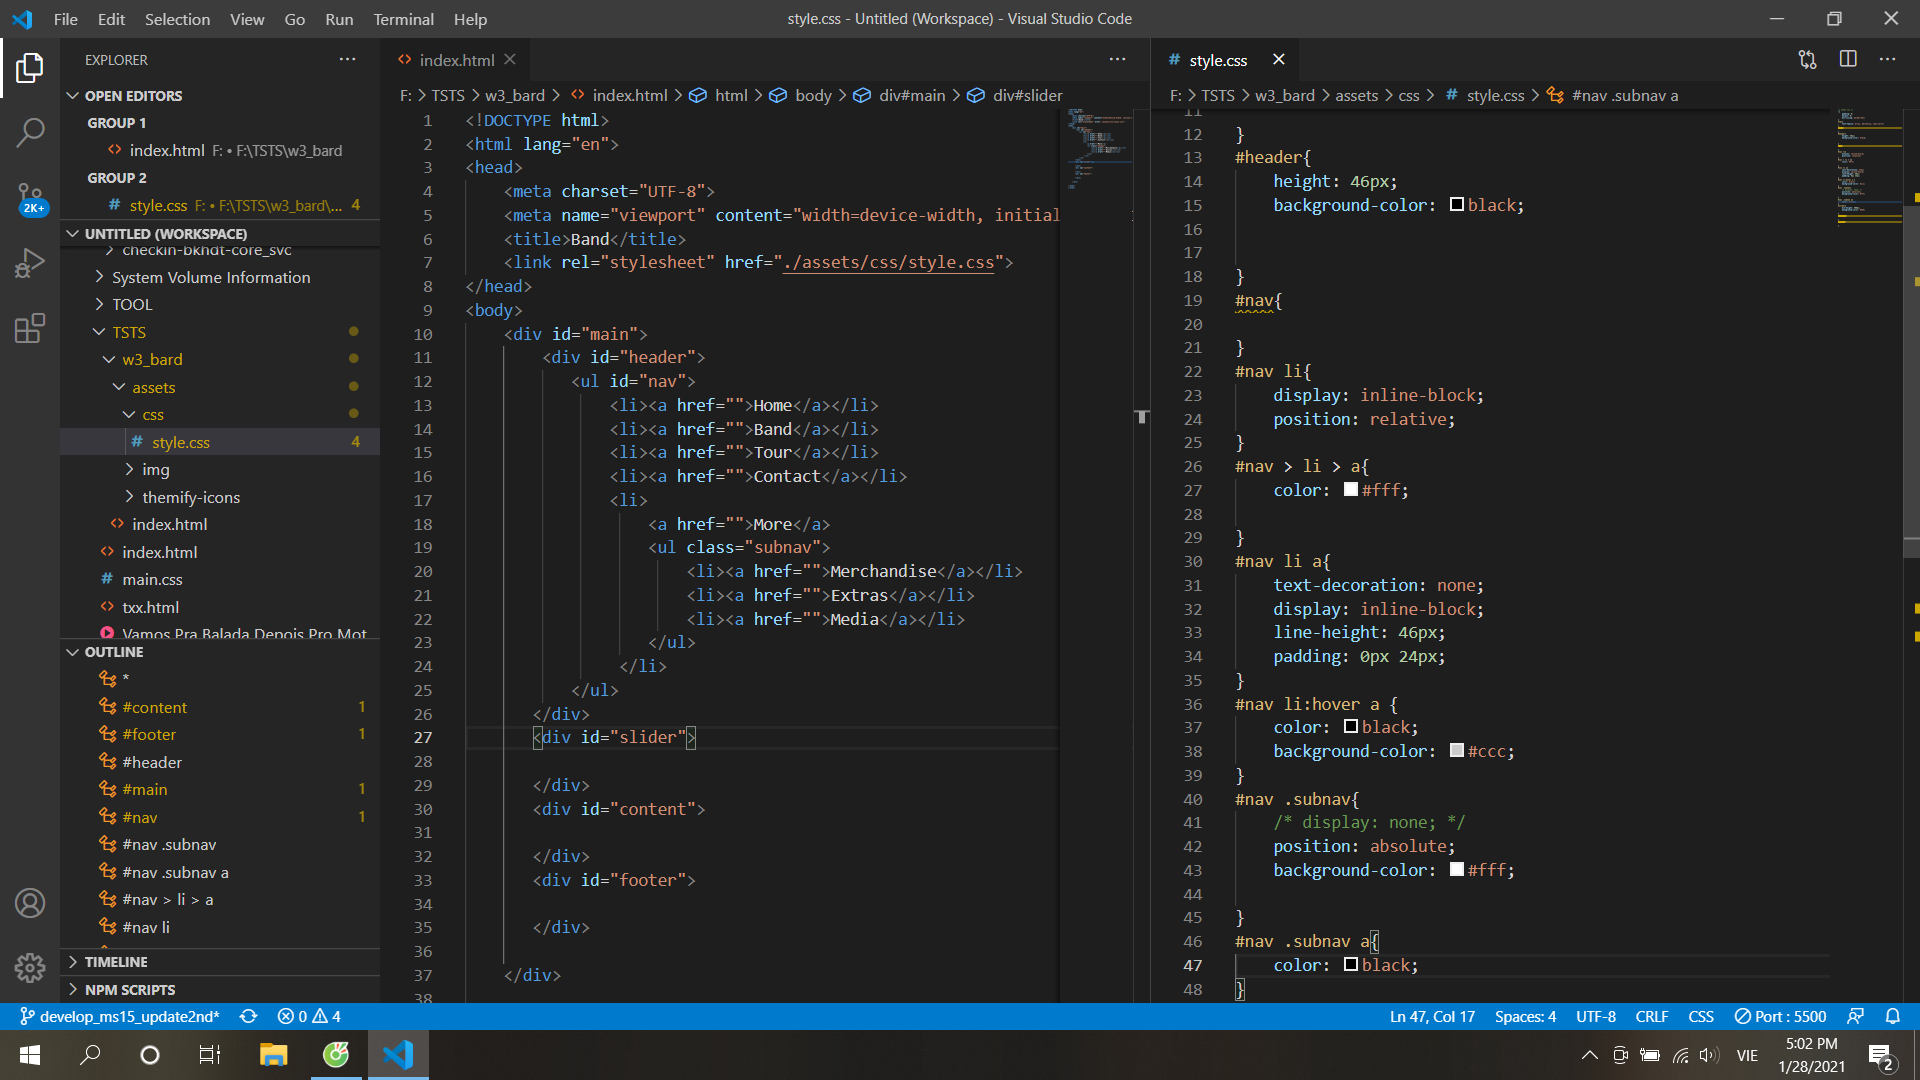 File Edit Selection View Go Run Terminal Help
style.css - Untitled (Workspace) - Visual Studio Code
EXPLORER
OPEN EDITORS
GROUP 1
index.html F: • F:\TSTS\w3_bard
GROUP 2
style.css F: • F:\TSTS\w3_bard\... 4
UNTITLED (WORKSPACE)
checkin-bkhdt-core_svc
System Volume Information
TOOL
TSTS
w3_bard
assets
css
style.css 4
img
themify-icons
index.html
index.html
main.css
txx.html
Vamos Pra Balada Depois Pro Mot
OUTLINE
*
#content 1
#footer 1
#header
#main 1
#nav 1
#nav .subnav
#nav .subnav a
#nav > li > a
#nav li
TIMELINE
NPM SCRIPTS
2K+
index.html
F: > TSTS > w3_bard > index.html > html > body > div#main > div#slider
1 <!DOCTYPE html>
2 <html lang="en">
3 <head>
4 <meta charset="UTF-8">
5 <meta name="viewport" content="width=device-width, initial
6 <title>Band</title>
7 <link rel="stylesheet" href="./assets/css/style.css">
8 </head>
9 <body>
10 <div id="main">
11 <div id="header">
12 <ul id="nav">
13 <li><a href="">Home</a></li>
14 <li><a href="">Band</a></li>
15 <li><a href="">Tour</a></li>
16 <li><a href="">Contact</a></li>
17 <li>
18 <a href="">More</a>
19 <ul class="subnav">
20 <li><a href="">Merchandise</a></li>
21 <li><a href="">Extras</a></li>
22 <li><a href="">Media</a></li>
23 </ul>
24 </li>
25 </ul>
26 </div>
27 <div id="slider">
28
29 </div>
30 <div id="content">
31
32 </div>
33 <div id="footer">
34
35 </div>
36
37 </div>
38
# style.css
F: > TSTS > w3_bard > assets > css > # style.css > #nav .subnav a
11
12 }
13 #header{
14 height: 46px;
15 background-color: black;
16
17
18 }
19 #nav{
20
21 }
22 #nav li{
23 display: inline-block;
24 position: relative;
25 }
26 #nav > li > a{
27 color: #fff;
28
29 }
30 #nav li a{
31 text-decoration: none;
32 display: inline-block;
33 line-height: 46px;
34 padding: 0px 24px;
35 }
36 #nav li:hover a {
37 color: black;
38 background-color: #ccc;
39 }
40 #nav .subnav{
41 /* display: none; */
42 position: absolute;
43 background-color: #fff;
44
45 }
46 #nav .subnav a{
47 color: black;
48 }
develop_ms15_update2nd* 0 4
Ln 47, Col 17 Spaces: 4 UTF-8 CRLF CSS Port : 5500
VIE
5:02 PM
1/28/2021
2